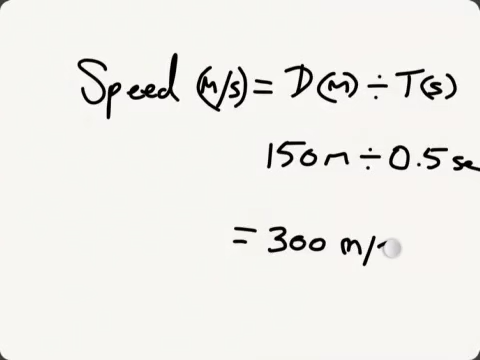 Speed (m/s) = D(m) ÷ T(s)
150m ÷ 0.5 se
= 300 m/